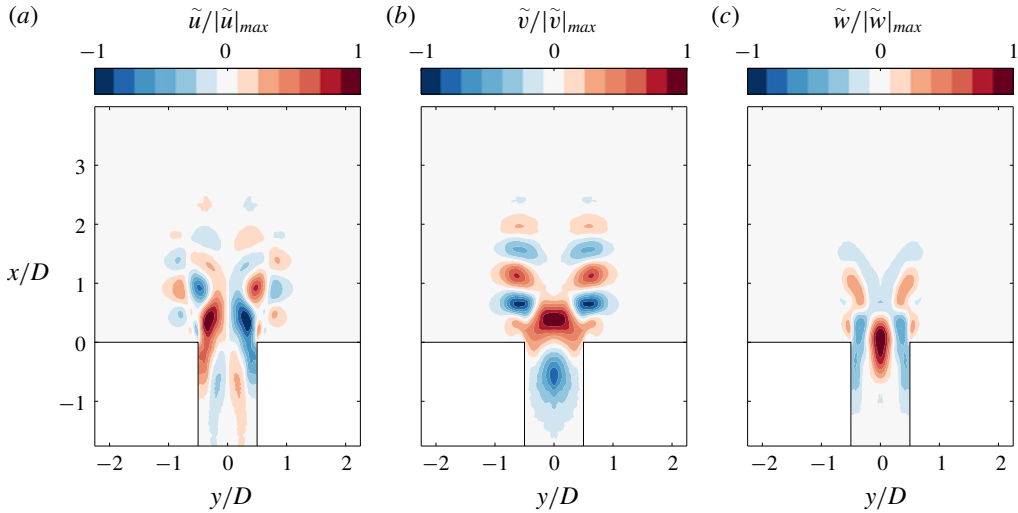 (a) ũ/|ũ|max (b) ṽ/|ṽ|max (c) w̃/|w̃|max
−1 0 1 −1 0 1 −1 0 1
3
2
1
x/D
0
−1
−2 −1 0 1 2 −2 −1 0 1 2 −2 −1 0 1 2
y/D y/D y/D